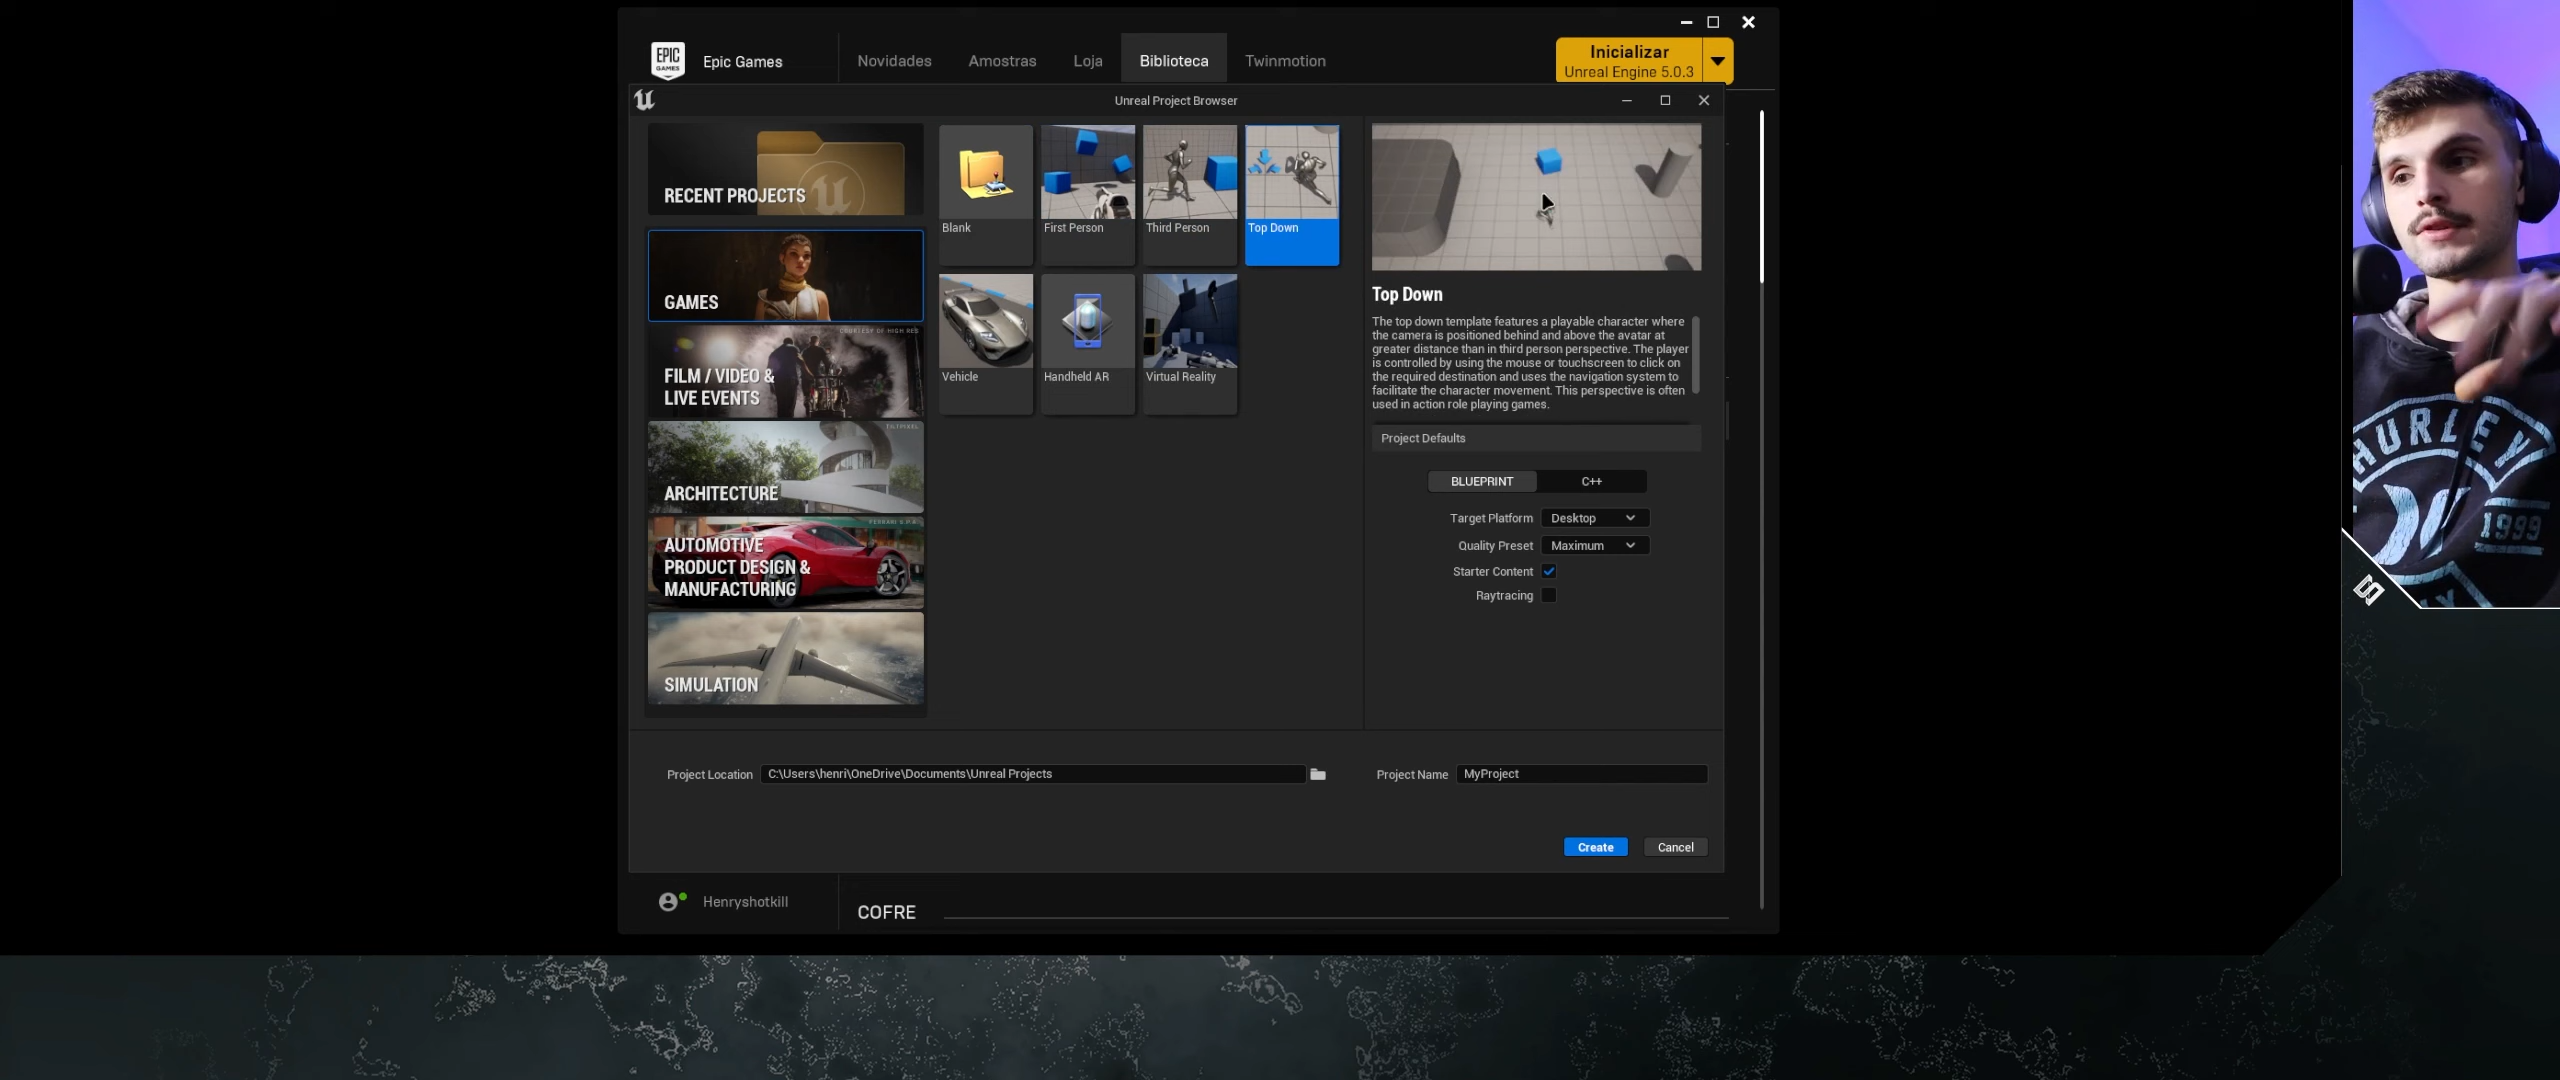 EPIC
GAMES
Epic Games
Novidades
Amostras
Loja
Biblioteca
Twinmotion
Inicializar
Unreal Engine 5.0.3
Unreal Project Browser
RECENT PROJECTS
GAMES
COURTESY OF HIGH RES
FILM / VIDEO &
LIVE EVENTS
TILTPIXEL
ARCHITECTURE
FERRARI S.P.A.
AUTOMOTIVE
PRODUCT DESIGN &
MANUFACTURING
SIMULATION
Blank
First Person
Third Person
Top Down
Vehicle
Handheld AR
Virtual Reality
Top Down
The top down template features a playable character where
the camera is positioned behind and above the avatar at
greater distance than in third person perspective. The player
is controlled by using the mouse or touchscreen to click on
the required destination and uses the navigation system to
facilitate the character movement. This perspective is often
used in action role playing games.
Project Defaults
BLUEPRINT
C++
Target Platform
Desktop
Quality Preset
Maximum
Starter Content
Raytracing
Project Location
C:\Users\henri\OneDrive\Documents\Unreal Projects
Project Name
MyProject
Create
Cancel
Henryshotkill
COFRE
HURLEY
1999